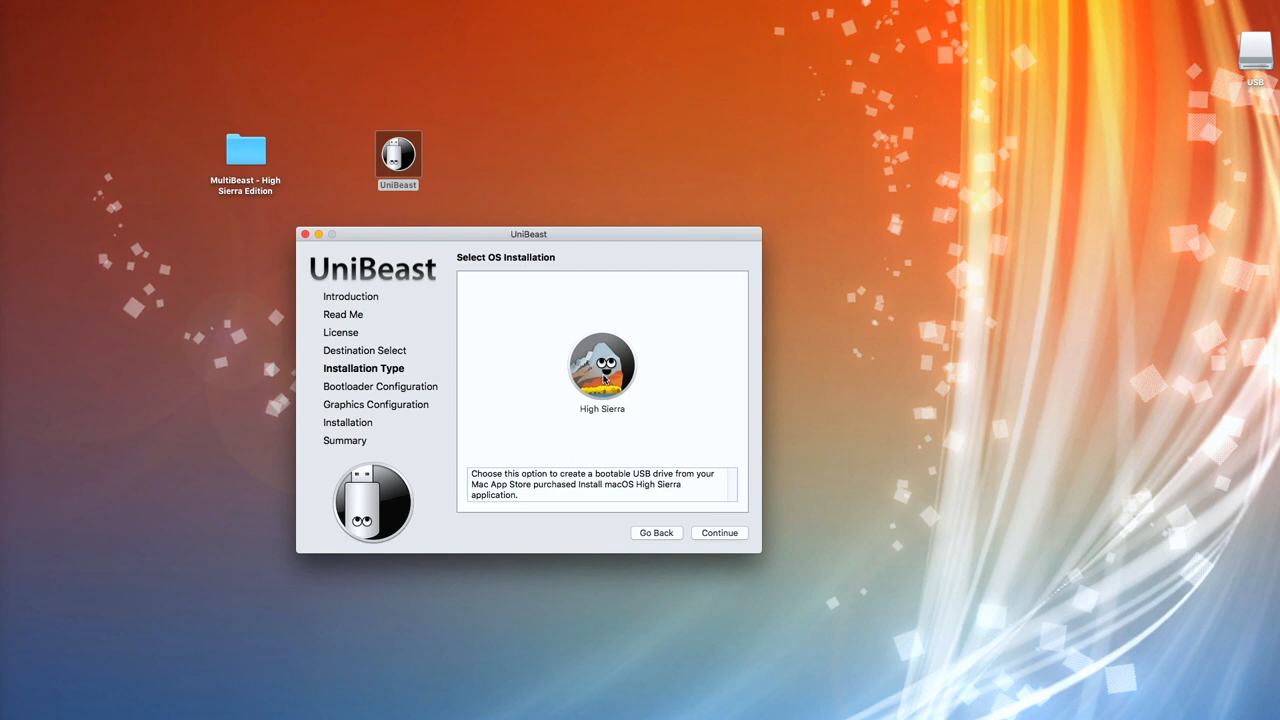 USB
MultiBeast - High
Sierra Edition
UniBeast
UniBeast
UniBeast
Select OS Installation
Introduction
Read Me
License
Destination Select
Installation Type
Bootloader Configuration
Graphics Configuration
Installation
Summary
High Sierra
Choose this option to create a bootable USB drive from your
Mac App Store purchased Install macOS High Sierra
application.
Go Back
Continue